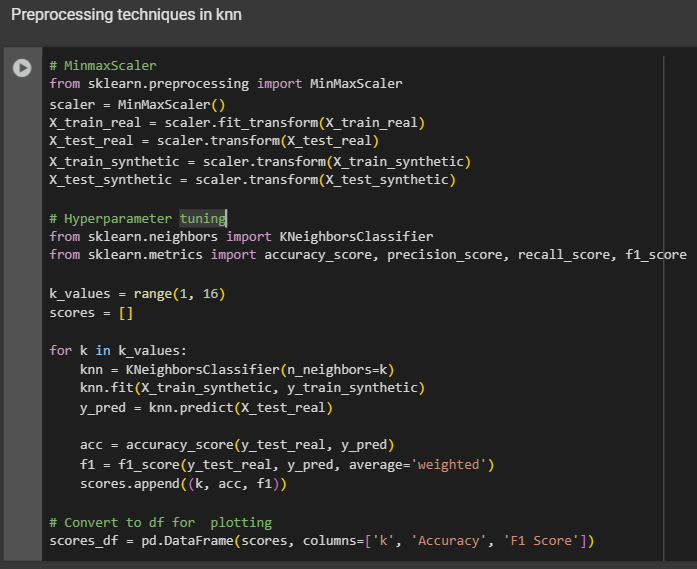 Preprocessing techniques in knn
# MinmaxScaler
from sklearn.preprocessing import MinMaxScaler
scaler = MinMaxScaler()
X_train_real = scaler.fit_transform(X_train_real)
X_test_real = scaler.transform(X_test_real)
X_train_synthetic = scaler.transform(X_train_synthetic)
X_test_synthetic = scaler.transform(X_test_synthetic)
# Hyperparameter tuning
from sklearn.neighbors import KNeighborsClassifier
from sklearn.metrics import accuracy_score, precision_score, recall_score, f1_score
k_values = range(1, 16)
scores = []
for k in k_values:
    knn = KNeighborsClassifier(n_neighbors=k)
    knn.fit(X_train_synthetic, y_train_synthetic)
    y_pred = knn.predict(X_test_real)
    acc = accuracy_score(y_test_real, y_pred)
    f1 = f1_score(y_test_real, y_pred, average='weighted')
    scores.append((k, acc, f1))
# Convert to df for  plotting
scores_df = pd.DataFrame(scores, columns=['k', 'Accuracy', 'F1 Score'])